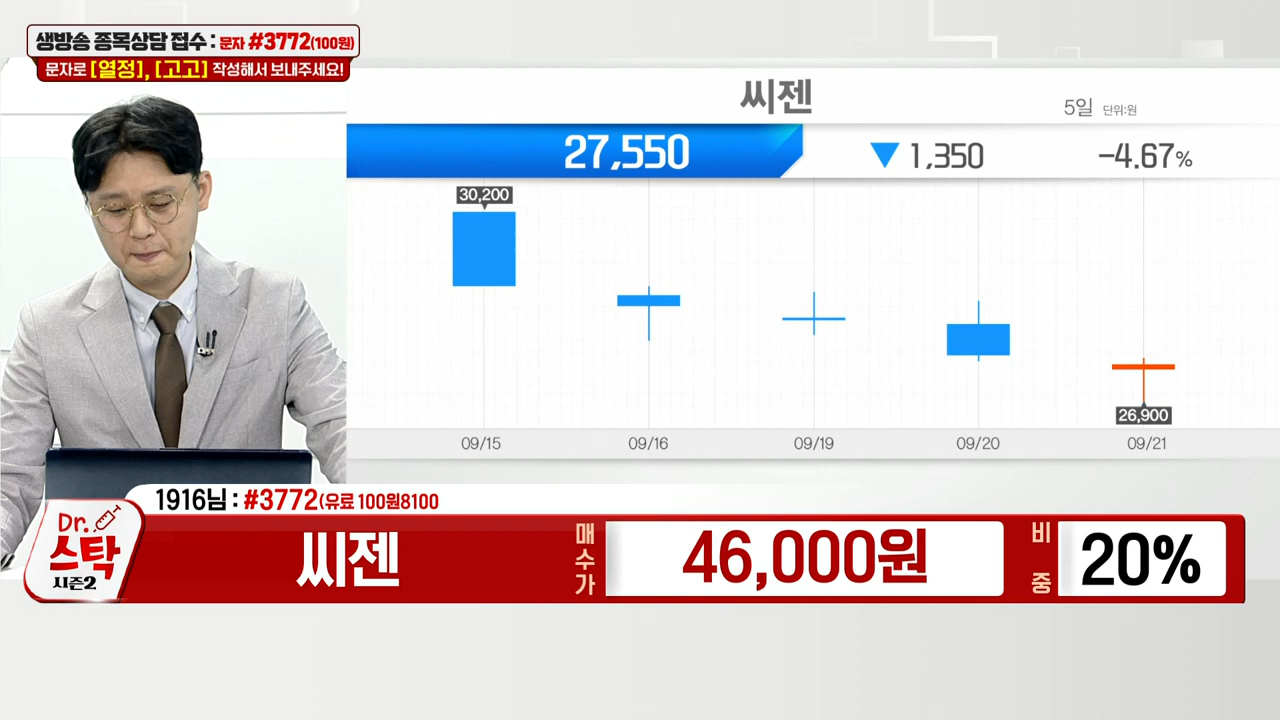 생방송 종목상담 접수 : 문자 #3772(100원)
문자로 [열정], [고고] 작성해서 보내주세요!
씨젠
5일 단위:원
27,550 ▼ 1,350 -4.67%
30,200
26,900
09/15 09/16 09/19 09/20 09/21
1916님 : #3772(유료 100원8100
Dr.
스탁
시즌2
씨젠 매수가 46,000원 비중 20%